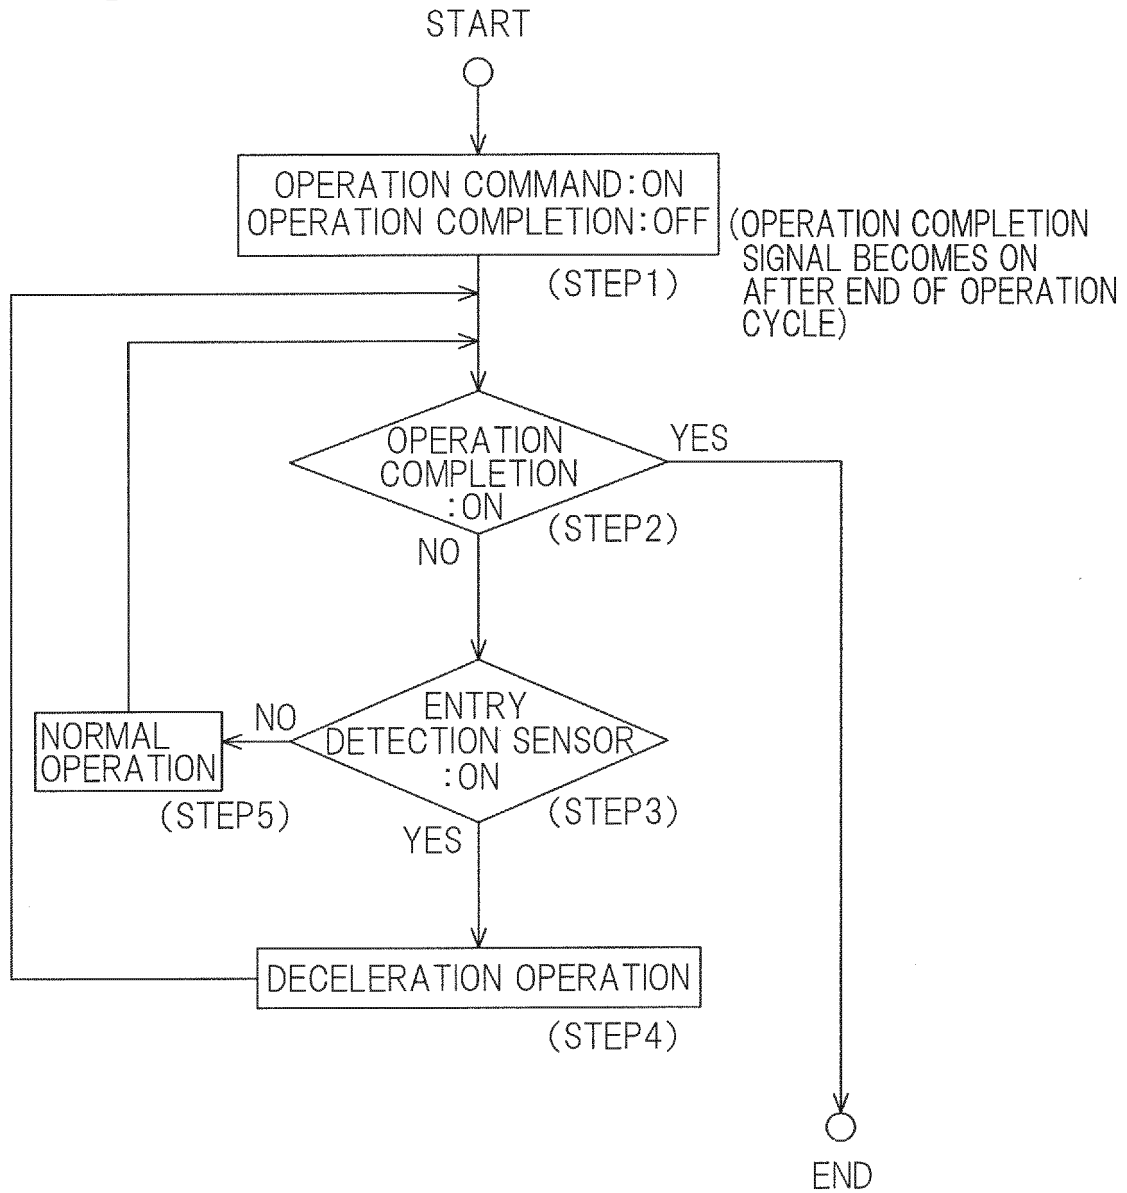 START
OPERATION COMMAND:ON
OPERATION COMPLETION:OFF
(OPERATION COMPLETION
SIGNAL BECOMES ON
AFTER END OF OPERATION
CYCLE)
(STEP1)
OPERATION
COMPLETION
:ON
YES
(STEP2)
NO
ENTRY
DETECTION SENSOR
:ON
NO
NORMAL
OPERATION
(STEP5)
(STEP3)
YES
DECELERATION OPERATION
(STEP4)
END